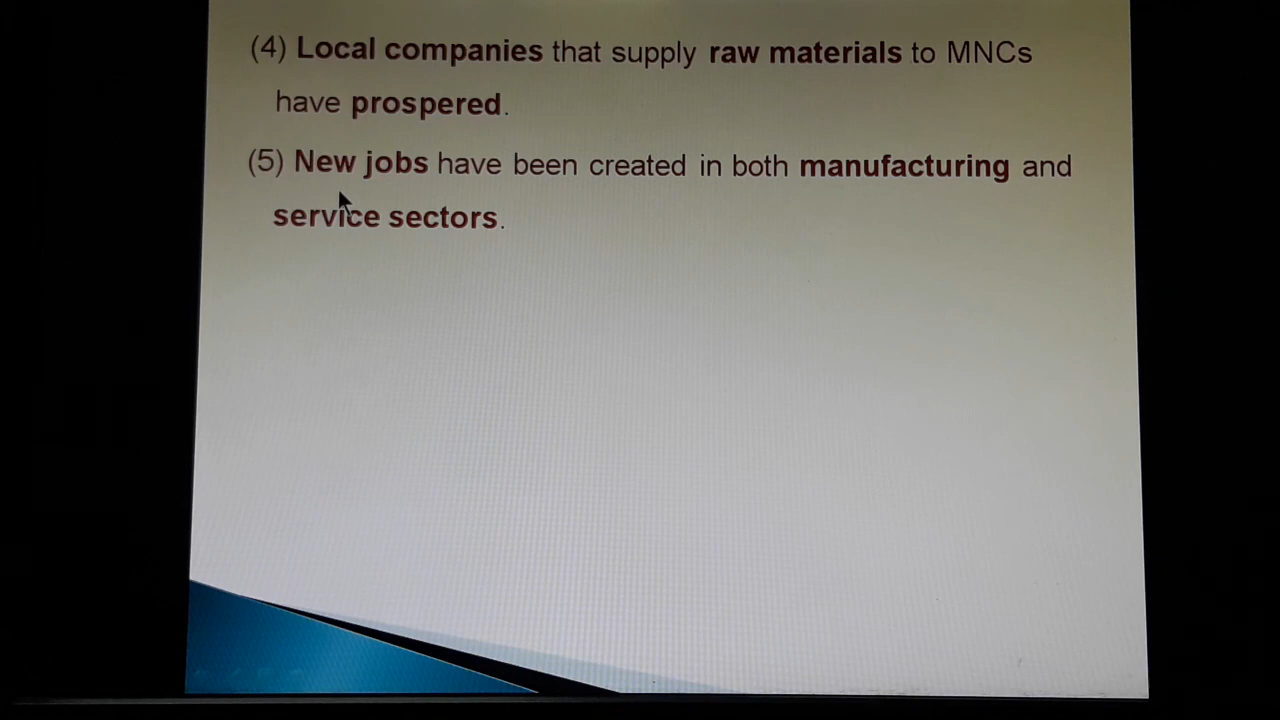 (4) Local companies that supply raw materials to MNCs
have prospered.
(5) New jobs have been created in both manufacturing and
service sectors.